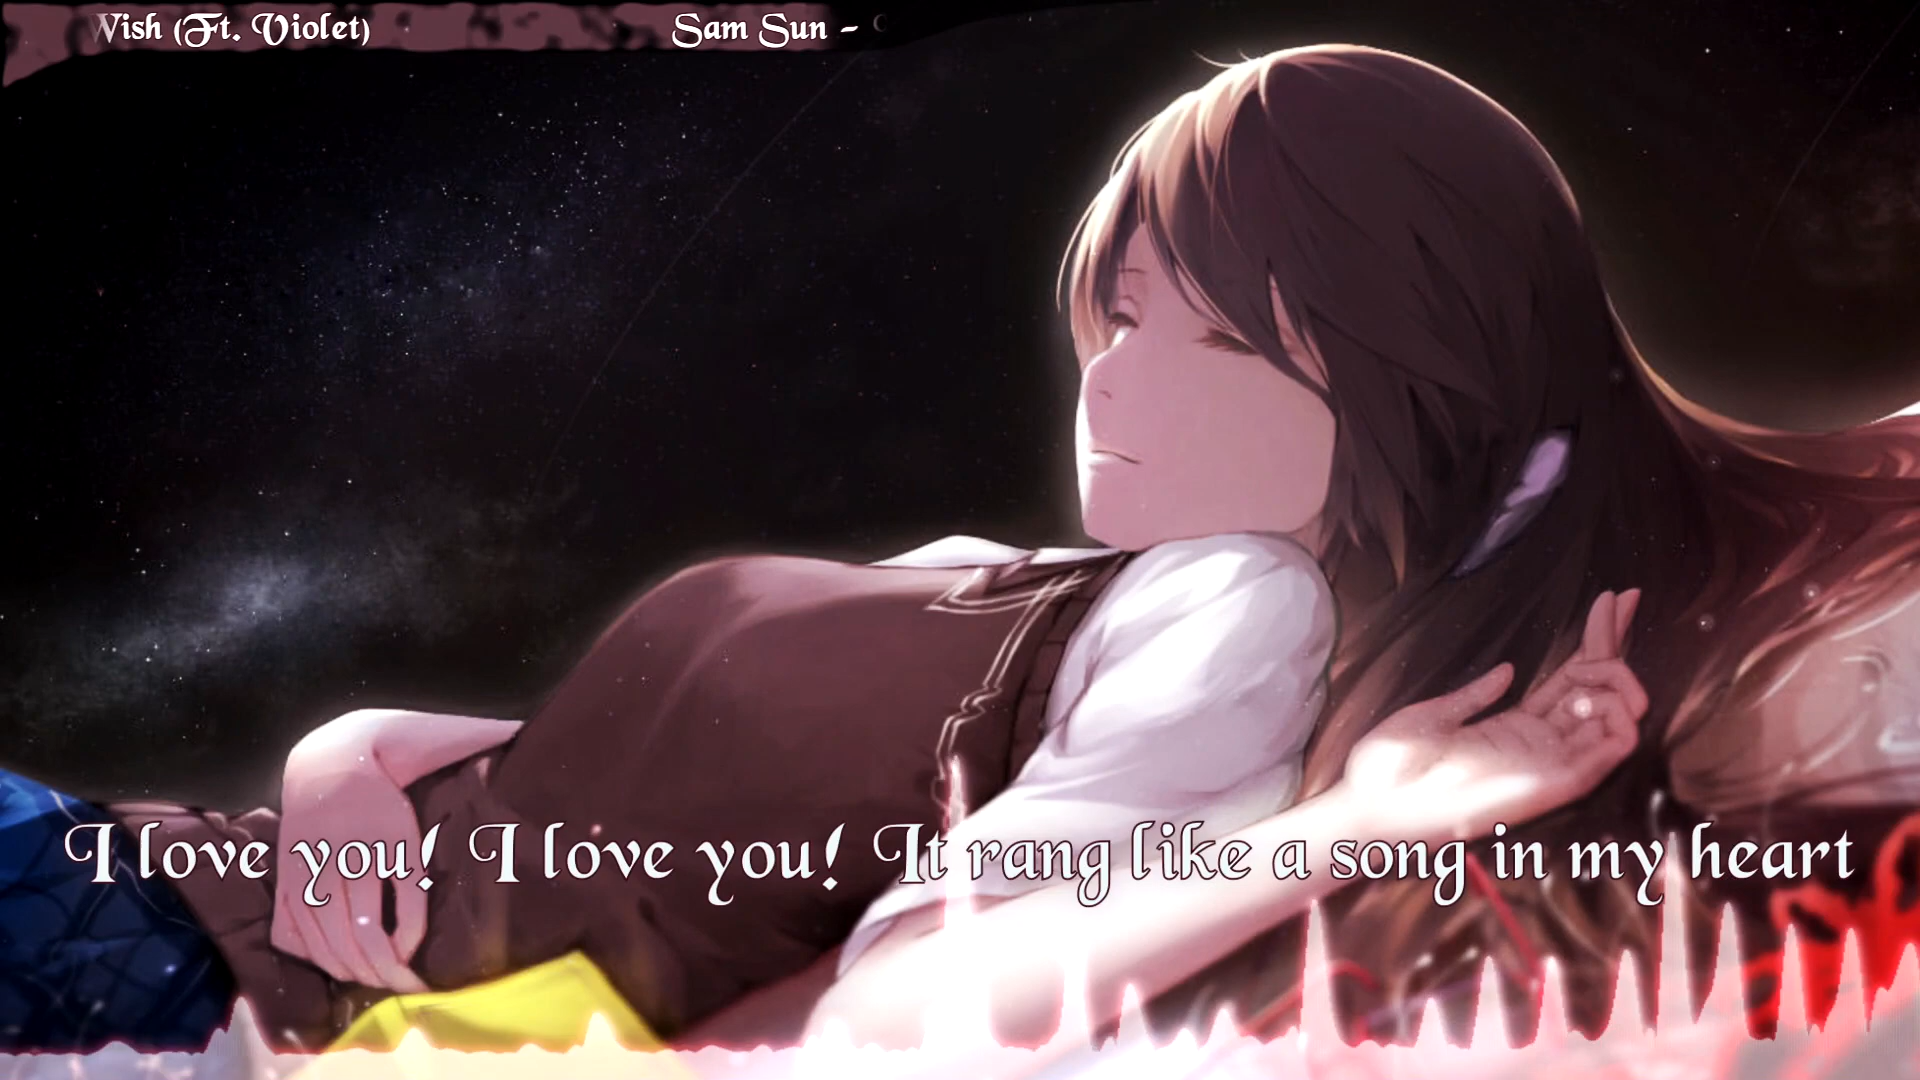 Wish (Ft. Violet)
Sam Sun -
I love you! I love you! It rang like a song in my heart